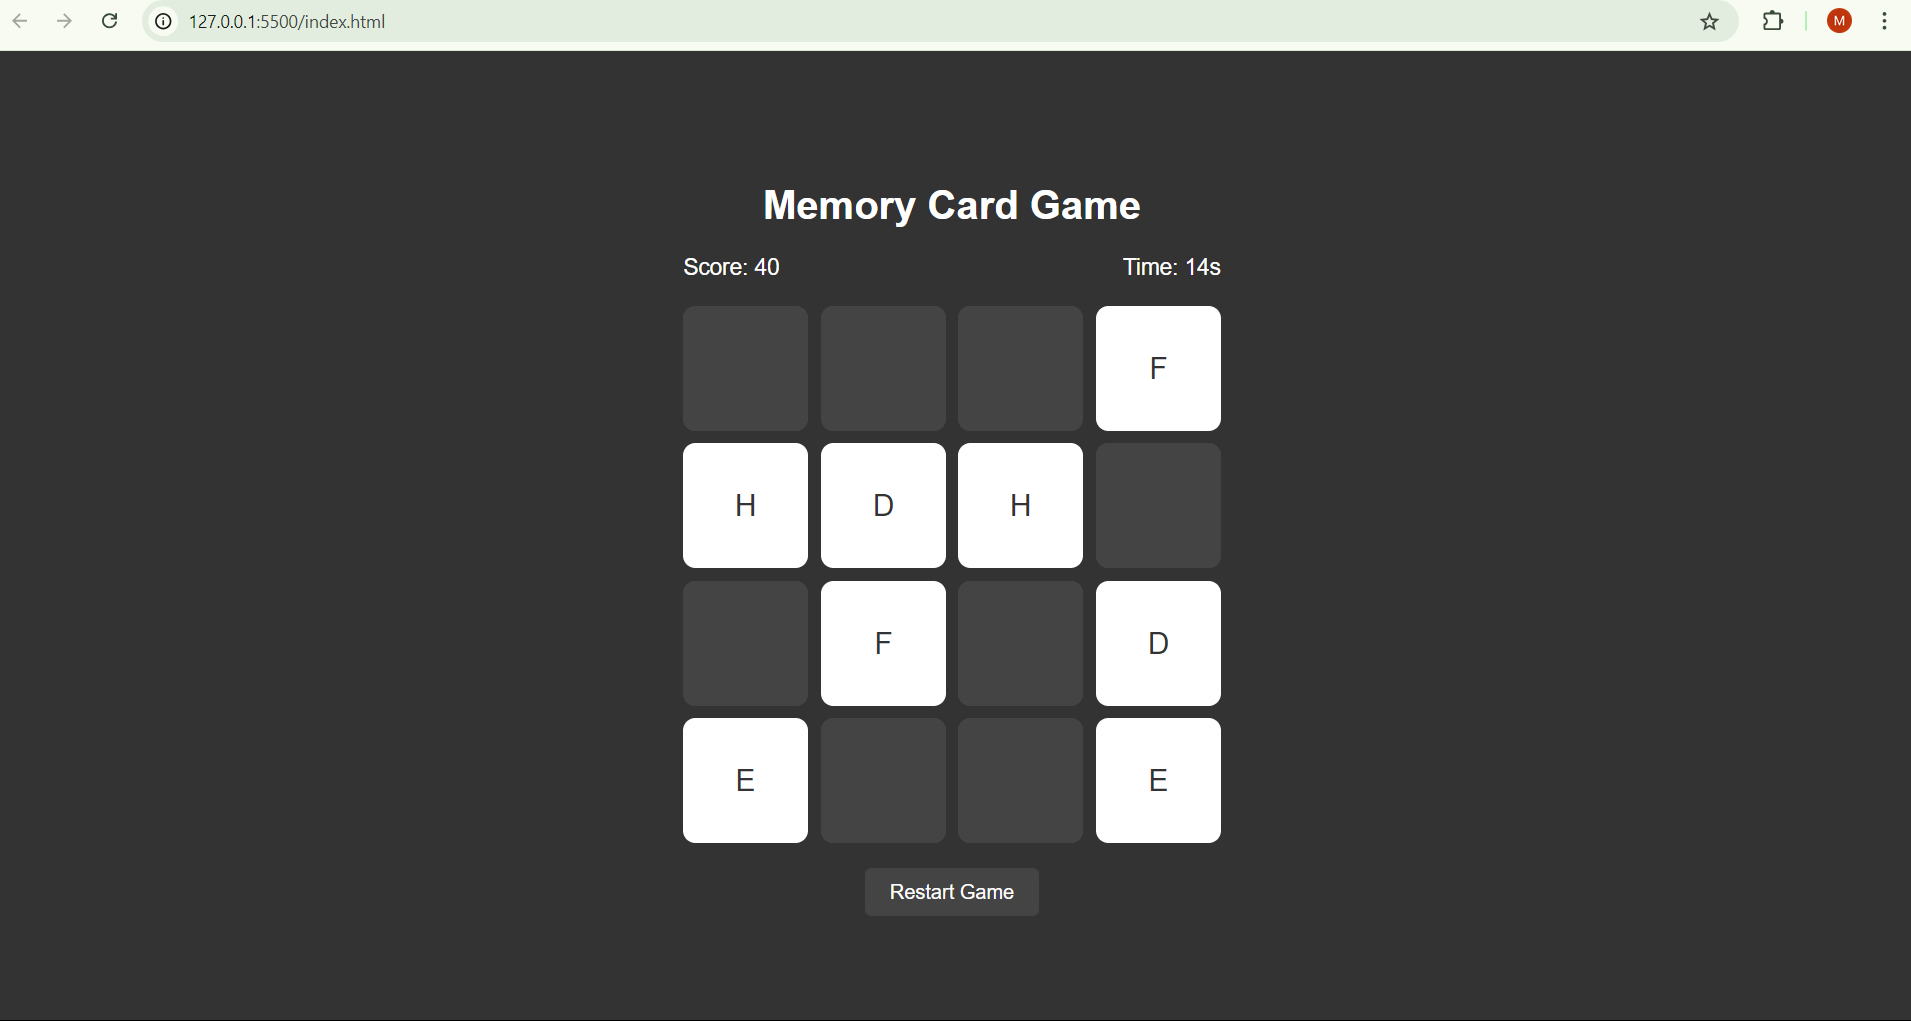 127.0.0.1:5500/index.html
M
Memory Card Game
Score: 40 Time: 14s
F
H D H
F D
E E
Restart Game